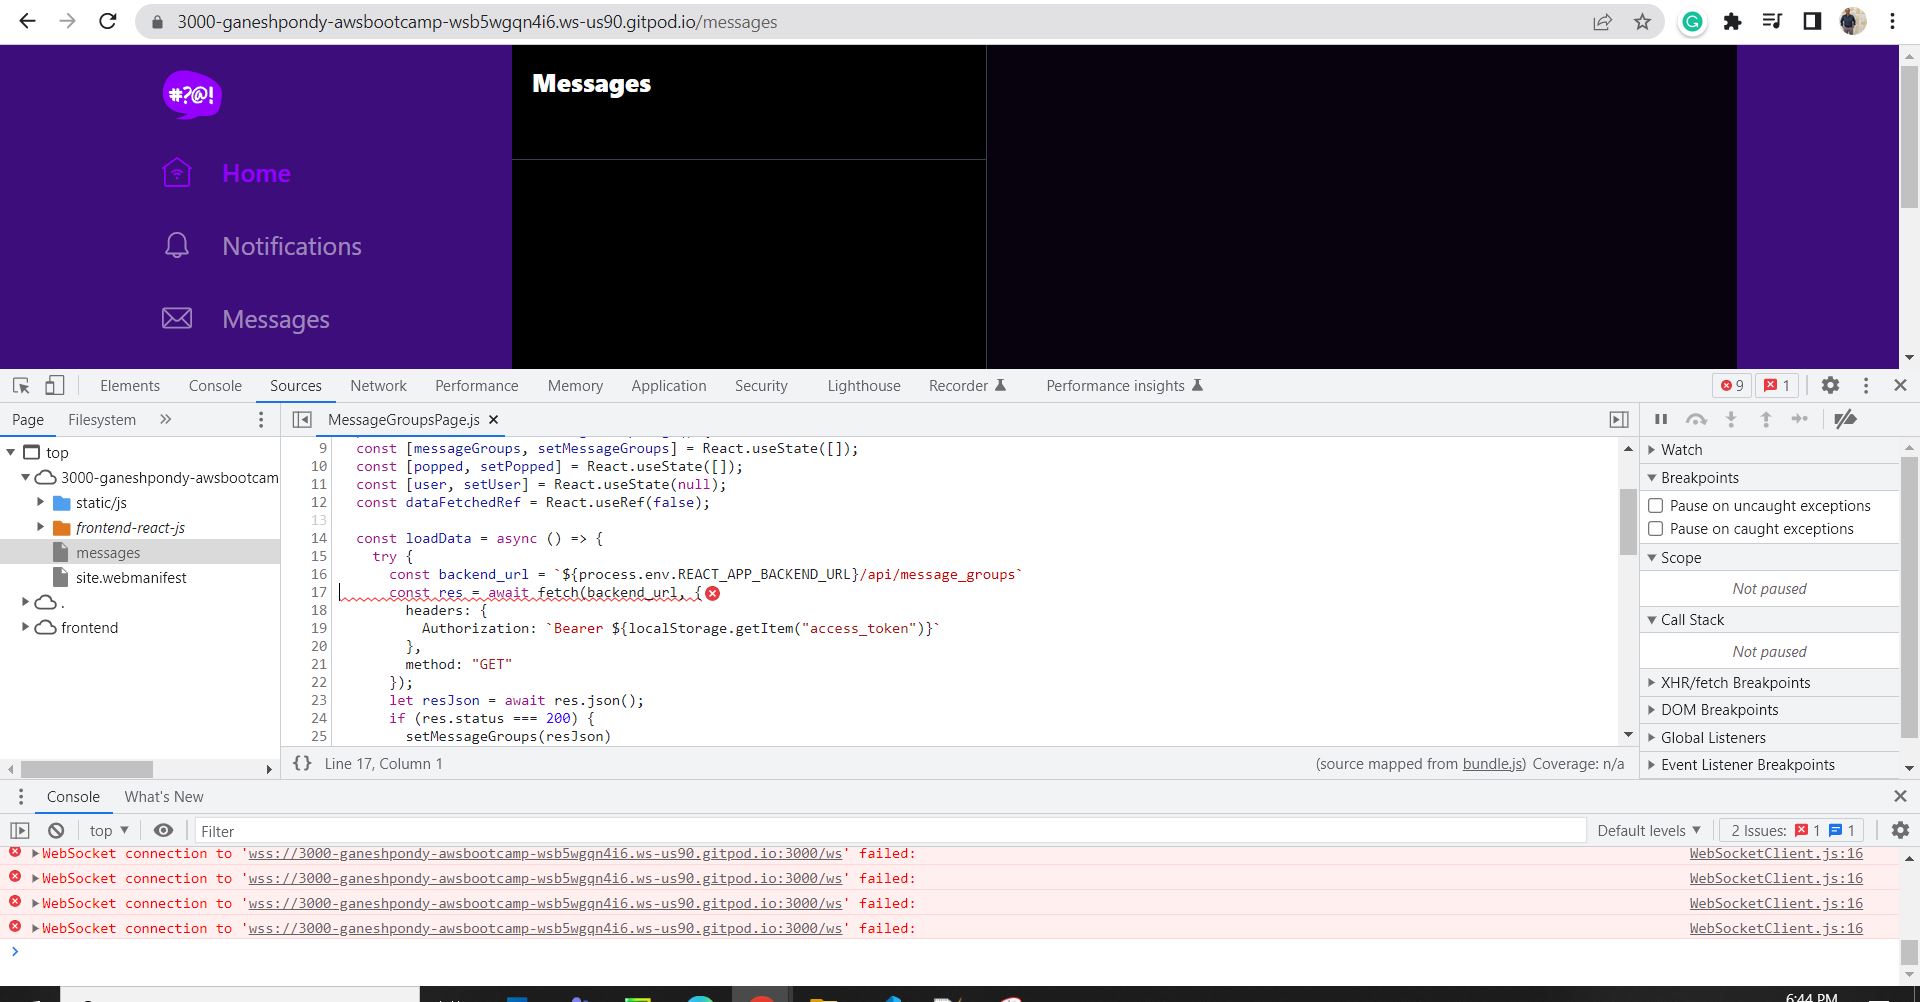 3000-ganeshpondy-awsbootcamp-wsb5wgqn4i6.ws-us90.gitpod.io/messages
#?@!
Home
Notifications
Messages
Messages
Elements Console Sources Network Performance Memory Application Security Lighthouse Recorder Performance insights 9 1
Page Filesystem
MessageGroupsPage.js
top
3000-ganeshpondy-awsbootcam
static/js
frontend-react-js
messages
site.webmanifest
.
frontend
9 const [messageGroups, setMessageGroups] = React.useState([]);
10 const [popped, setPopped] = React.useState([]);
11 const [user, setUser] = React.useState(null);
12 const dataFetchedRef = React.useRef(false);
13
14 const loadData = async () => {
15 try {
16 const backend_url = `${process.env.REACT_APP_BACKEND_URL}/api/message_groups`
17 const res = await fetch(backend_url, {
18 headers: {
19 Authorization: `Bearer ${localStorage.getItem("access_token")}`
20 },
21 method: "GET"
22 });
23 let resJson = await res.json();
24 if (res.status === 200) {
25 setMessageGroups(resJson)
{} Line 17, Column 1 (source mapped from bundle.js) Coverage: n/a
Watch
Breakpoints
Pause on uncaught exceptions
Pause on caught exceptions
Scope
Not paused
Call Stack
Not paused
XHR/fetch Breakpoints
DOM Breakpoints
Global Listeners
Event Listener Breakpoints
Console What's New
top Filter Default levels 2 Issues: 1 1
WebSocket connection to 'wss://3000-ganeshpondy-awsbootcamp-wsb5wgqn4i6.ws-us90.gitpod.io:3000/ws' failed: WebSocketClient.js:16
WebSocket connection to 'wss://3000-ganeshpondy-awsbootcamp-wsb5wgqn4i6.ws-us90.gitpod.io:3000/ws' failed: WebSocketClient.js:16
WebSocket connection to 'wss://3000-ganeshpondy-awsbootcamp-wsb5wgqn4i6.ws-us90.gitpod.io:3000/ws' failed: WebSocketClient.js:16
WebSocket connection to 'wss://3000-ganeshpondy-awsbootcamp-wsb5wgqn4i6.ws-us90.gitpod.io:3000/ws' failed: WebSocketClient.js:16
6:44 PM